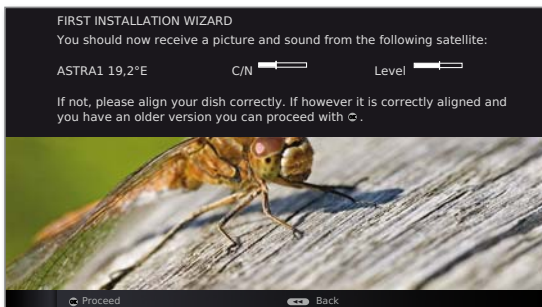 FIRST INSTALLATION WIZARD
You should now receive a picture and sound from the following satellite:
ASTRA1 19,2°E C/N Level
If not, please align your dish correctly. If however it is correctly aligned and
you have an older version you can proceed with OK.
OK Proceed Back